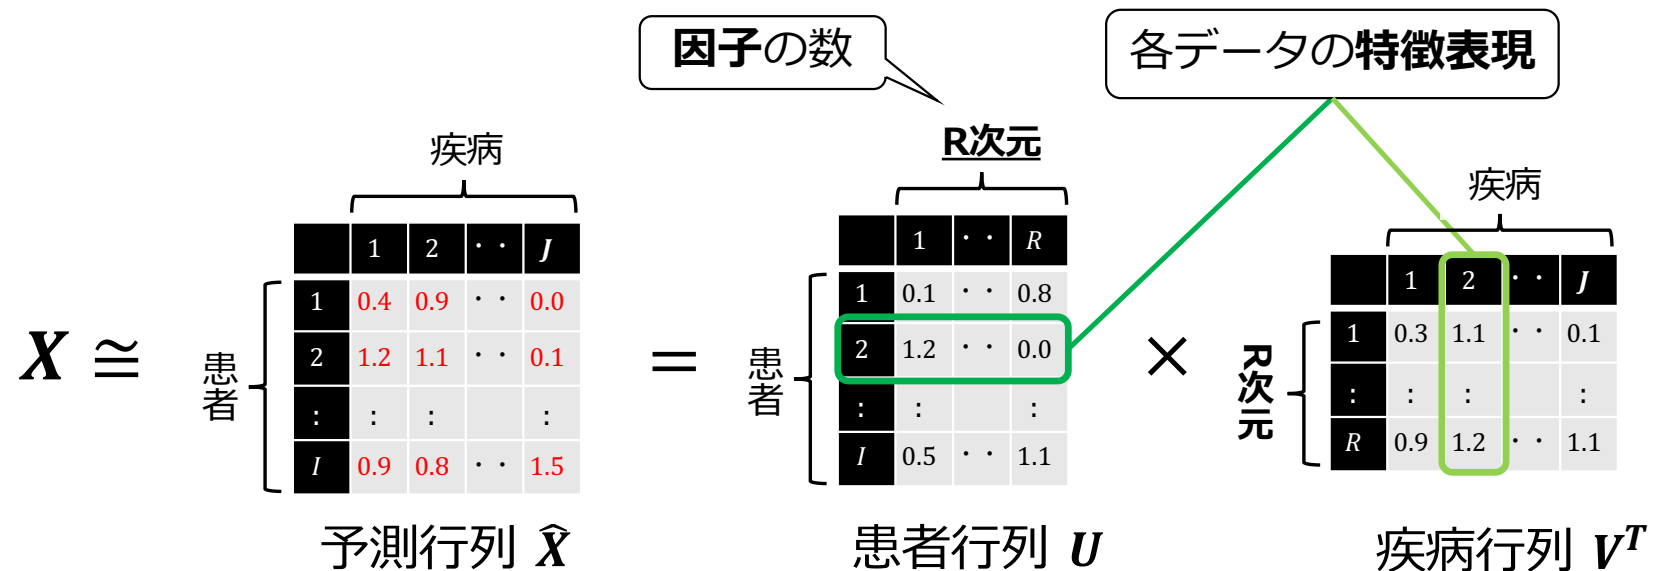 因子の数
各データの特徴表現
疾病
R次元
疾病
1 2 ・・ J
1 ・・ R
1 2 ・・ J
1 0.4 0.9 ・・ 0.0
2 1.2 1.1 ・・ 0.1
: : : :
I 0.9 0.8 ・・ 1.5
1 0.1 ・・ 0.8
2 1.2 ・・ 0.0
: : :
I 0.5 ・・ 1.1
1 0.3 1.1 ・・ 0.1
: : : :
R 0.9 1.2 ・・ 1.1
X ≅
患者
=
患者
×
R次元
予測行列 X̂
患者行列 U
疾病行列 Vᵀ